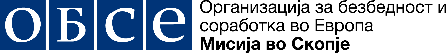 ОБСЕ
Организација за безбедност и
соработка во Европа
Мисија во Скопје